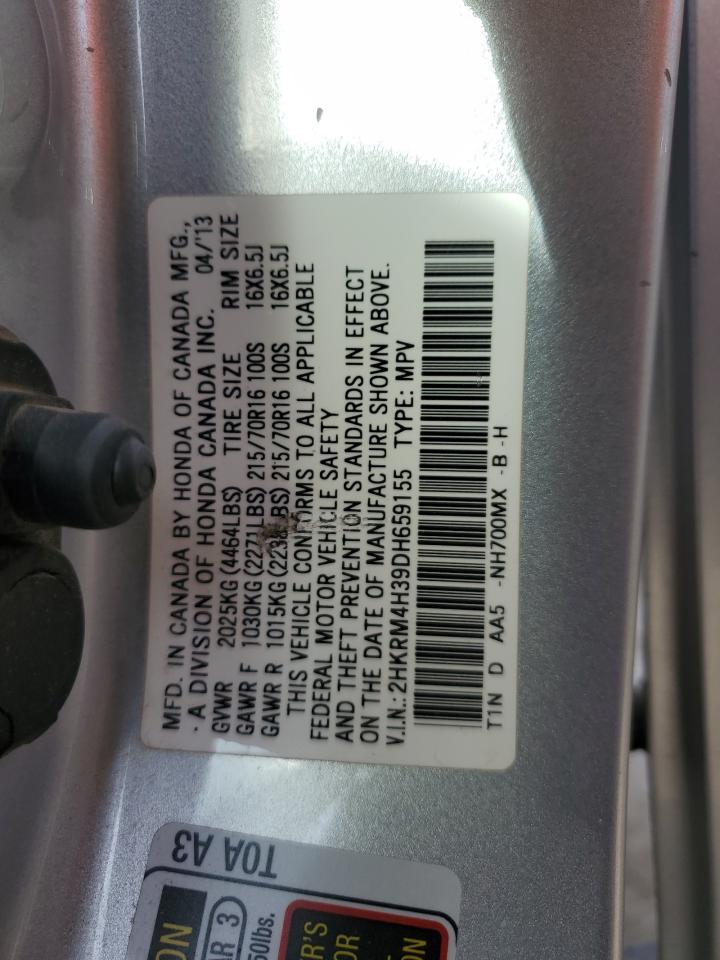 MFD. IN CANADA BY HONDA OF CANADA MFG.,
· A DIVISION OF HONDA CANADA INC. 04/'13
GVWR 2025KG (4464LBS) TIRE SIZE RIM SIZE
GAWR F 1030KG (2271LBS) 215/70R16 100S 16X6.5J
GAWR R 1015KG 215/70R16 100S 16X6.5J
THIS VEHICLE CONFORMS TO ALL APPLICABLE
FEDERAL MOTOR VEHICLE SAFETY
AND THEFT PREVENTION STANDARDS IN EFFECT
ON THE DATE OF MANUFACTURE SHOWN ABOVE.
V.I.N.: 2HKRM4H39DH659155 TYPE: MPV
T1N D AA5 -NH700MX -B -H
T0A A3